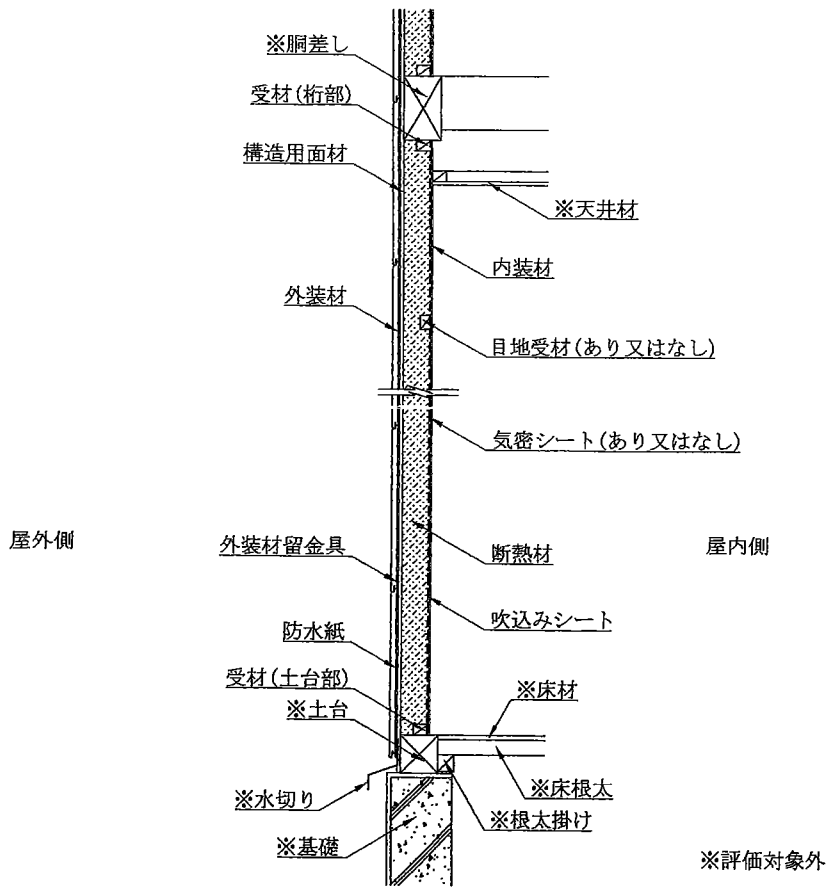 ※胴差し
受材(桁部)
構造用面材
※天井材
内装材
外装材
目地受材(あり又はなし)
気密シート(あり又はなし)
屋外側
外装材留金具
断熱材
屋内側
吹込みシート
防水紙
受材(土台部)
※床材
※土台
※床根太
※水切り
※根太掛け
※基礎
※評価対象外